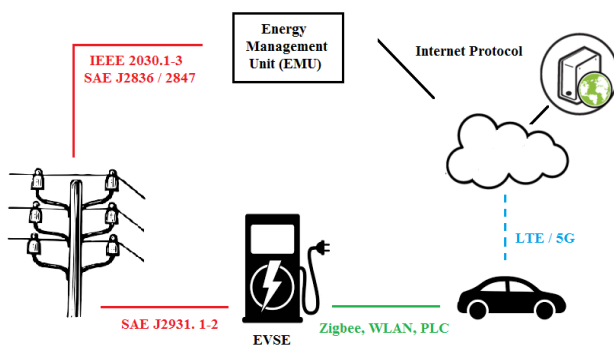 IEEE 2030.1-3
SAE J2836 / 2847
Energy
Management
Unit (EMU)
Internet Protocol
LTE / 5G
SAE J2931. 1-2
EVSE
Zigbee, WLAN, PLC